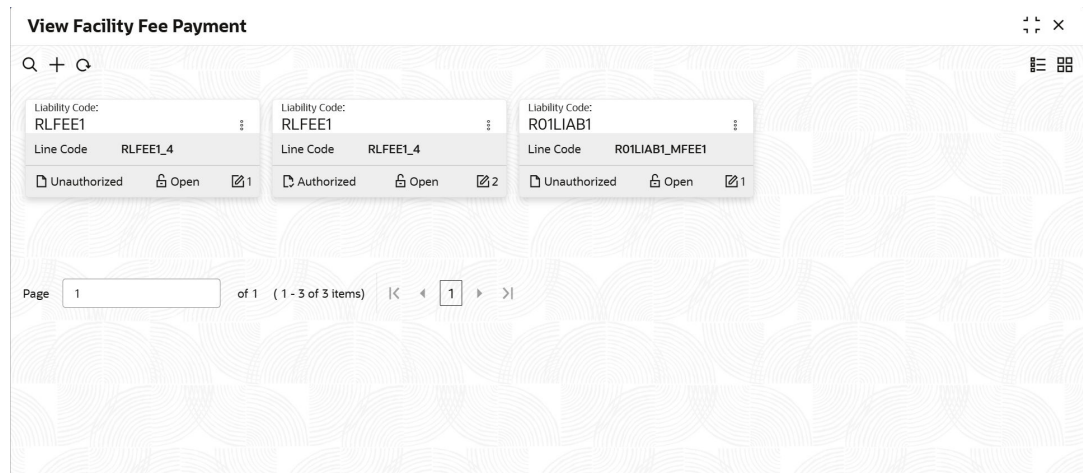 View Facility Fee Payment
Liability Code: Liability Code: Liability Code:
RLFEE1 RLFEE1 R01LIAB1
Line Code RLFEE1_4 Line Code RLFEE1_4 Line Code R01LIAB1_MFEE1
Unauthorized Open 1 Authorized Open 2 Unauthorized Open 1
Page 1 of 1 ( 1 - 3 of 3 items) 1